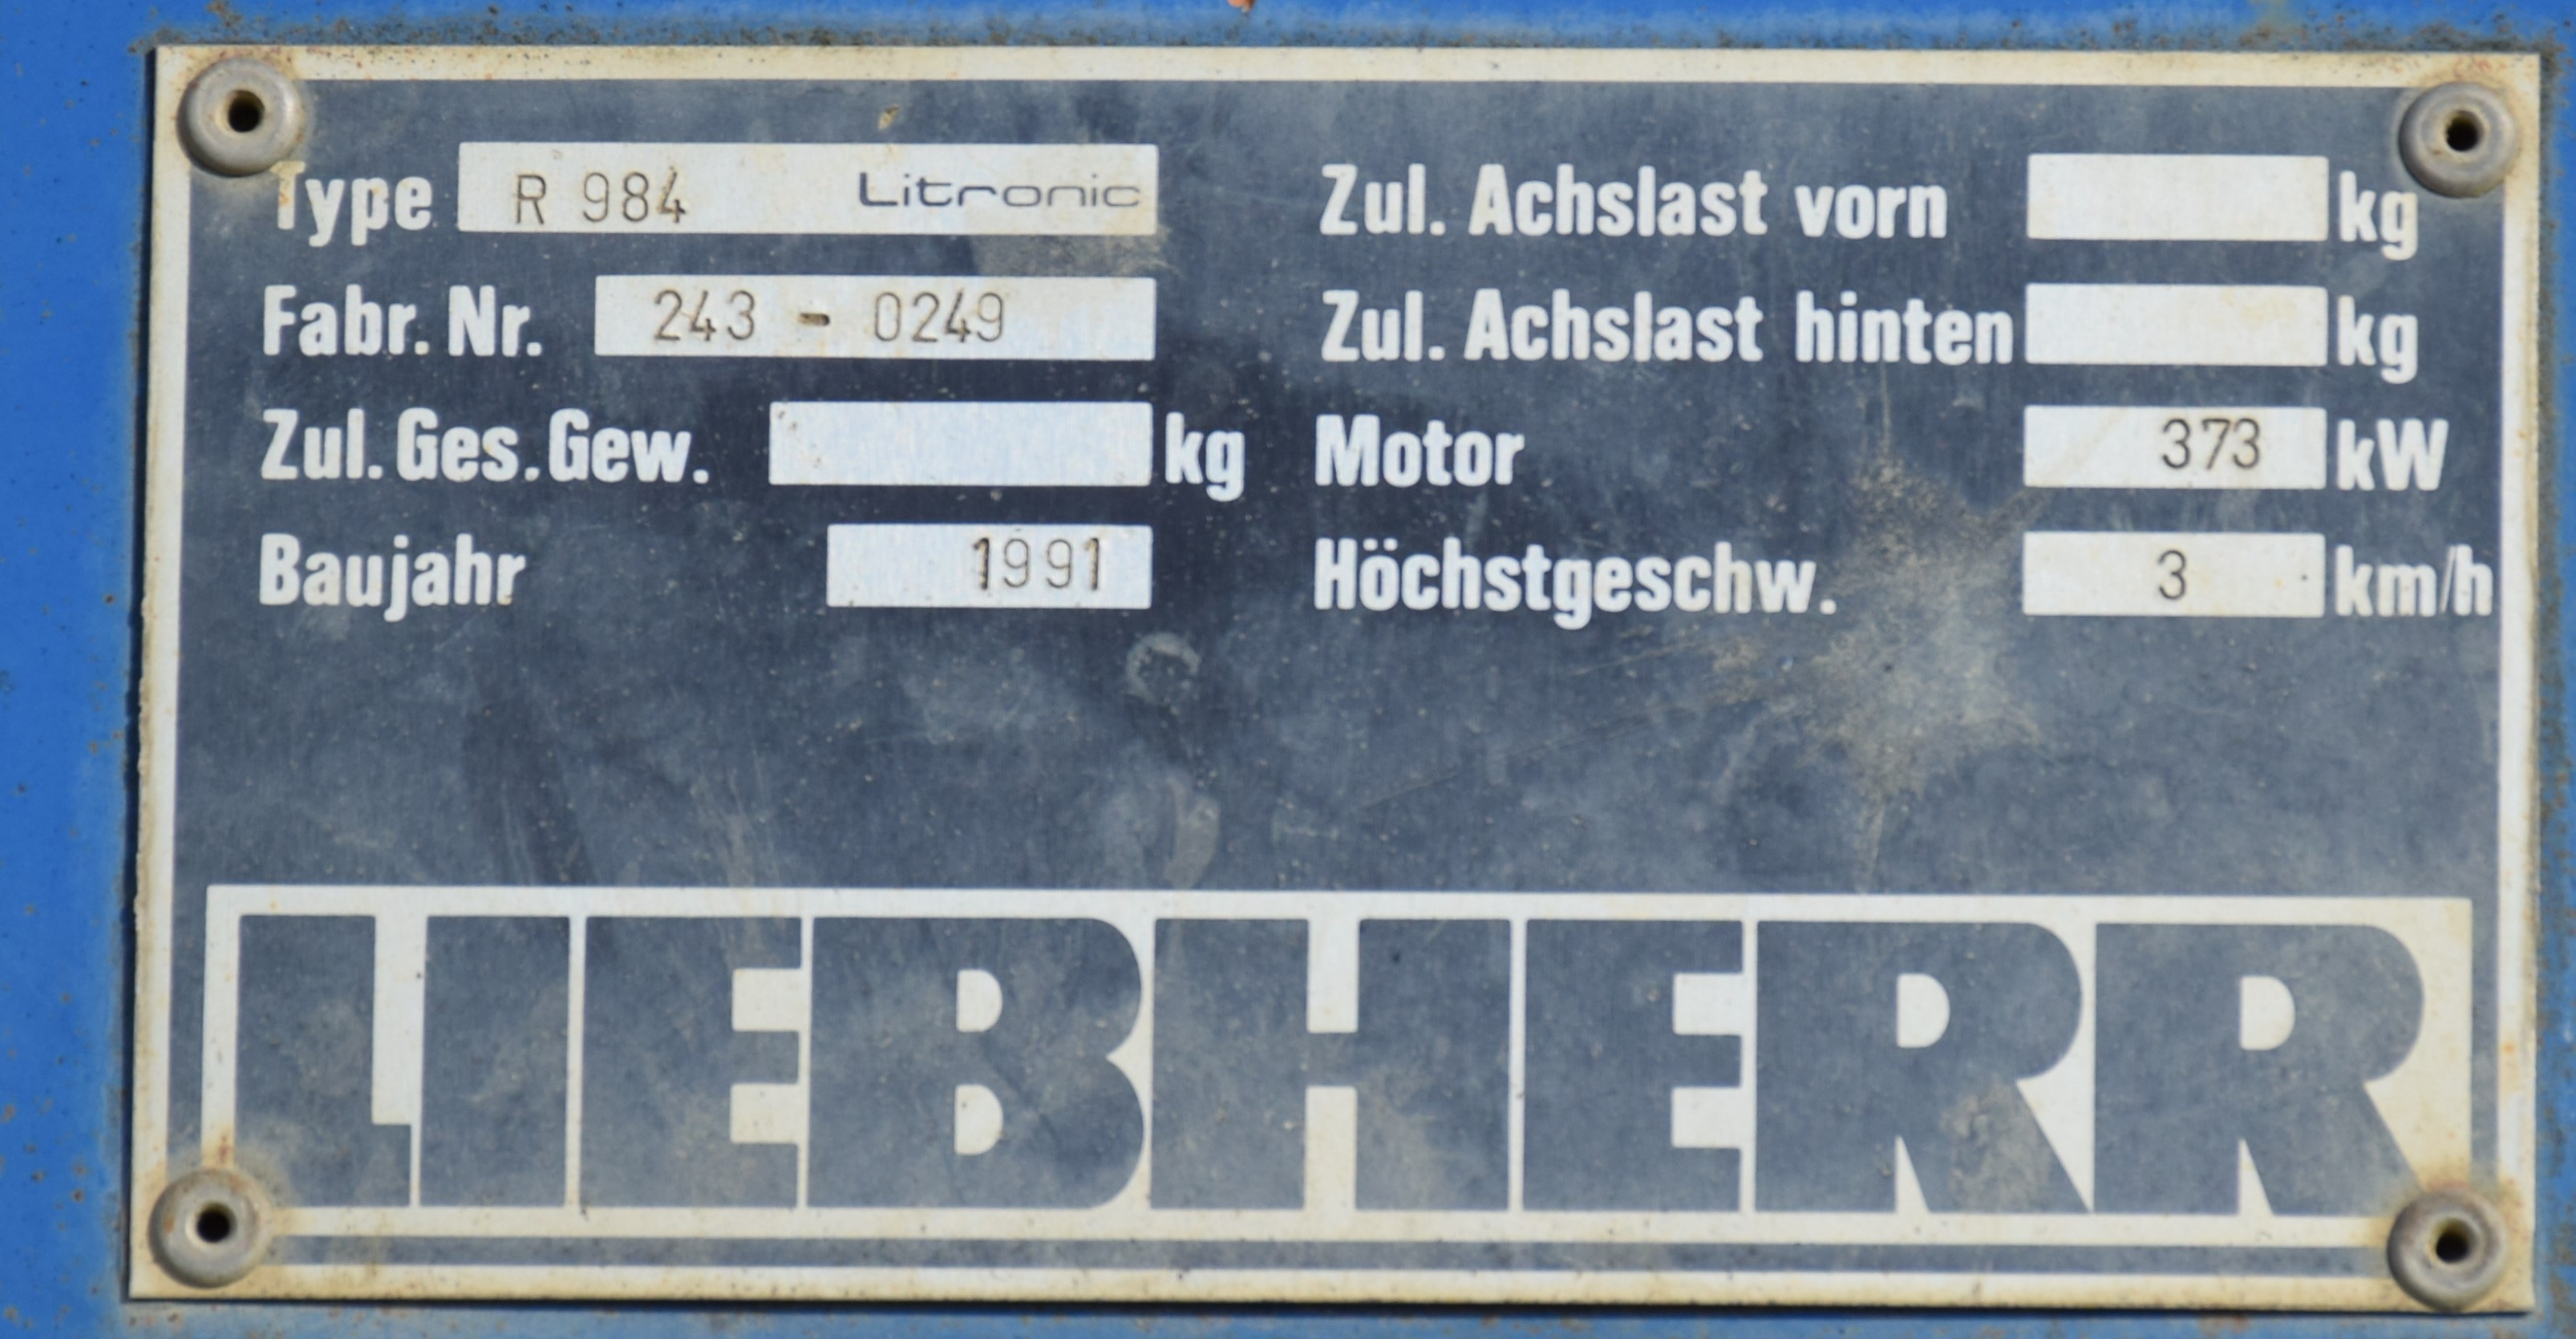 Type R 984 Litronic
Fabr. Nr. 243 - 0249
Zul. Ges. Gew. kg
Baujahr 1991
Zul. Achslast vorn kg
Zul. Achslast hinten kg
Motor 373 kW
Höchstgeschw. 3 km/h
LIEBHERR